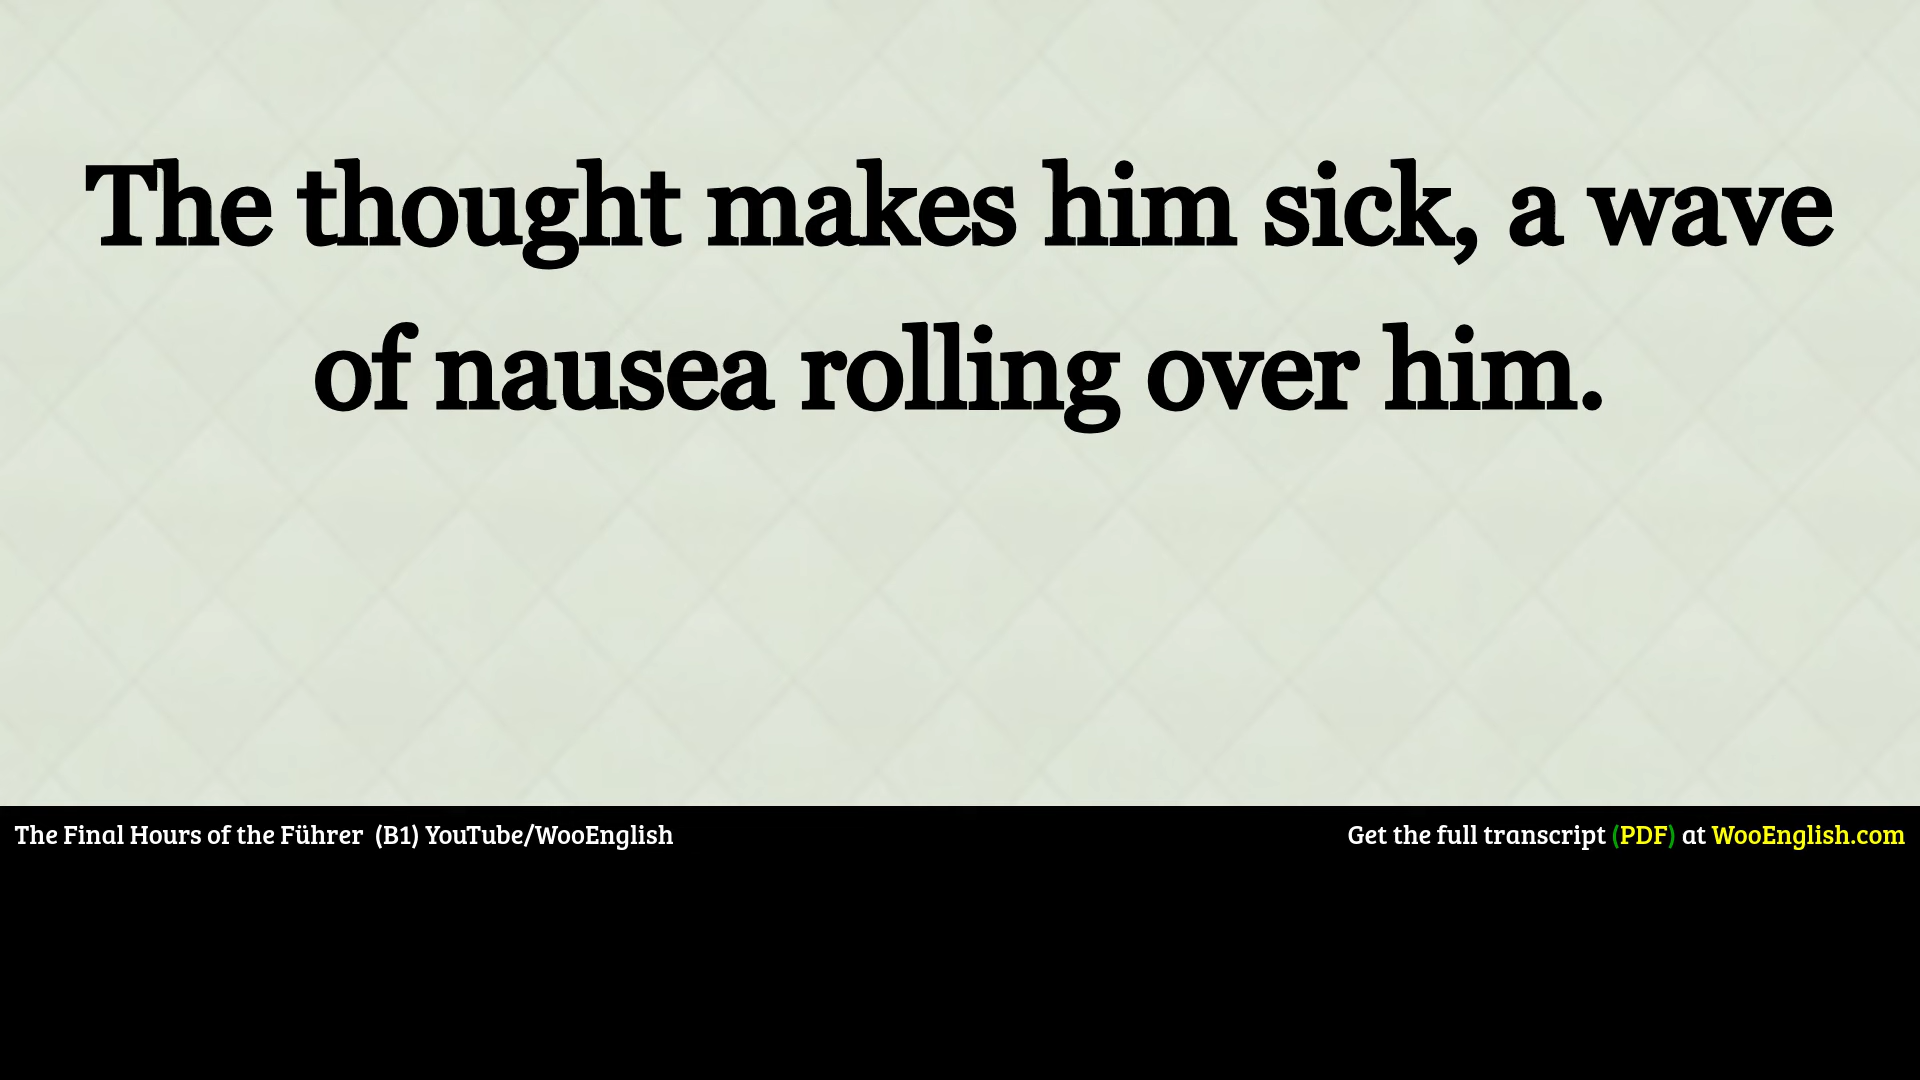 The thought makes him sick, a wave
of nausea rolling over him.
The Final Hours of the Führer (B1) YouTube/WooEnglish
Get the full transcript (PDF) at WooEnglish.com